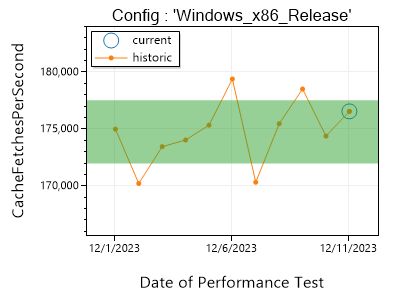 Config : 'Windows_x86_Release'
current
historic
CacheFetchesPerSecond
180,000
175,000
170,000
12/1/2023
12/6/2023
12/11/2023
Date of Performance Test